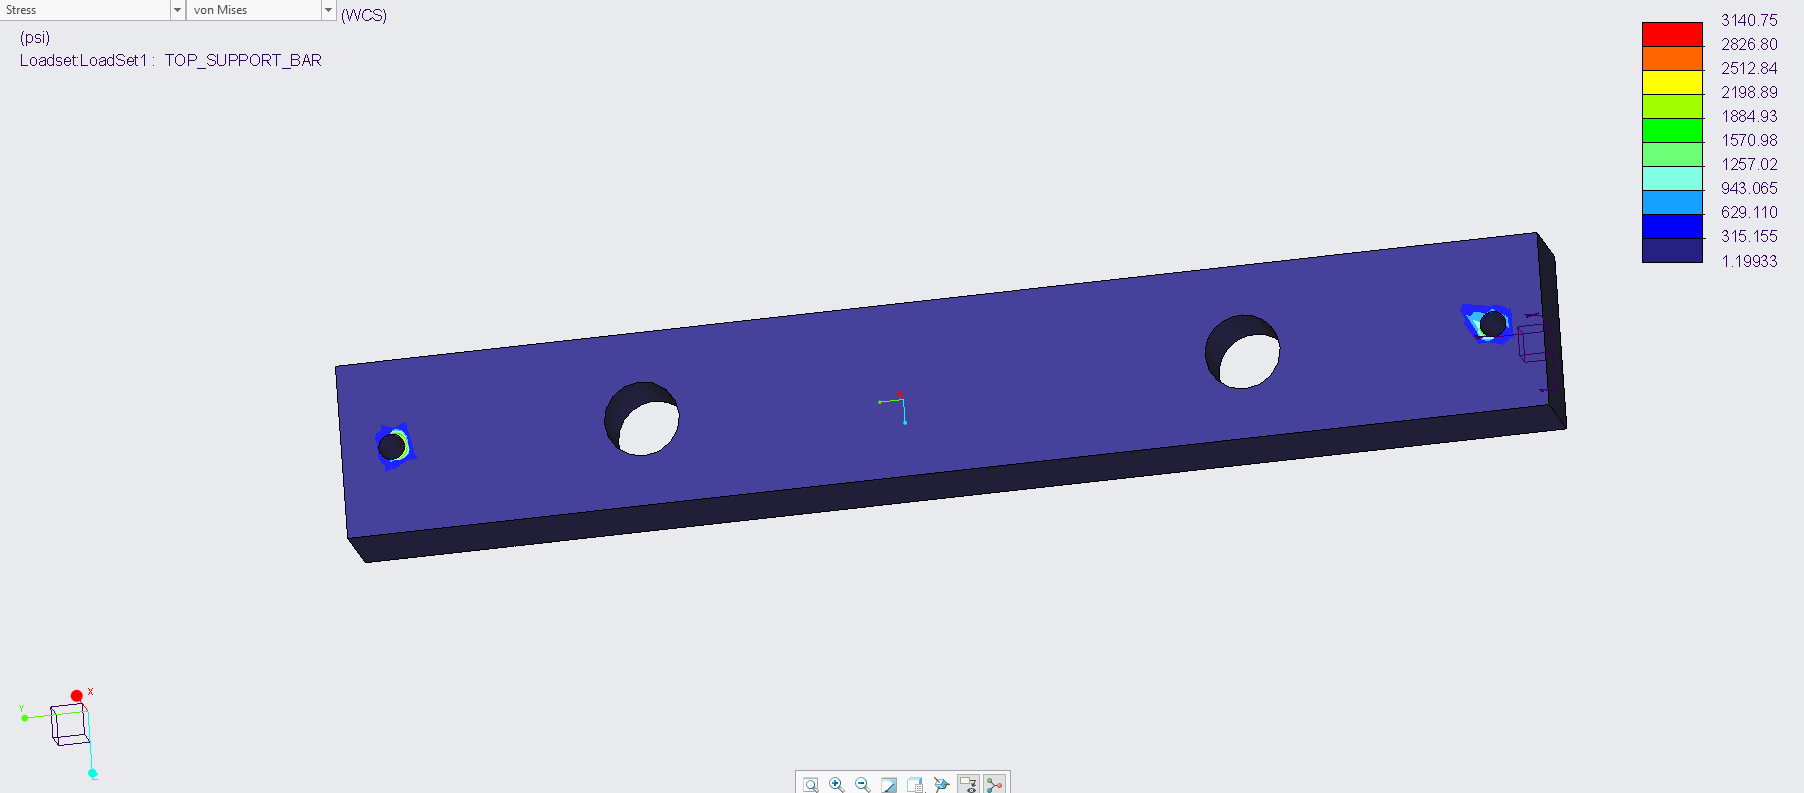 Stress von Mises (WCS)
(psi)
Loadset:LoadSet1 : TOP_SUPPORT_BAR
3140.75
2826.80
2512.84
2198.89
1884.93
1570.98
1257.02
943.065
629.110
315.155
1.19933
X
Y
Z